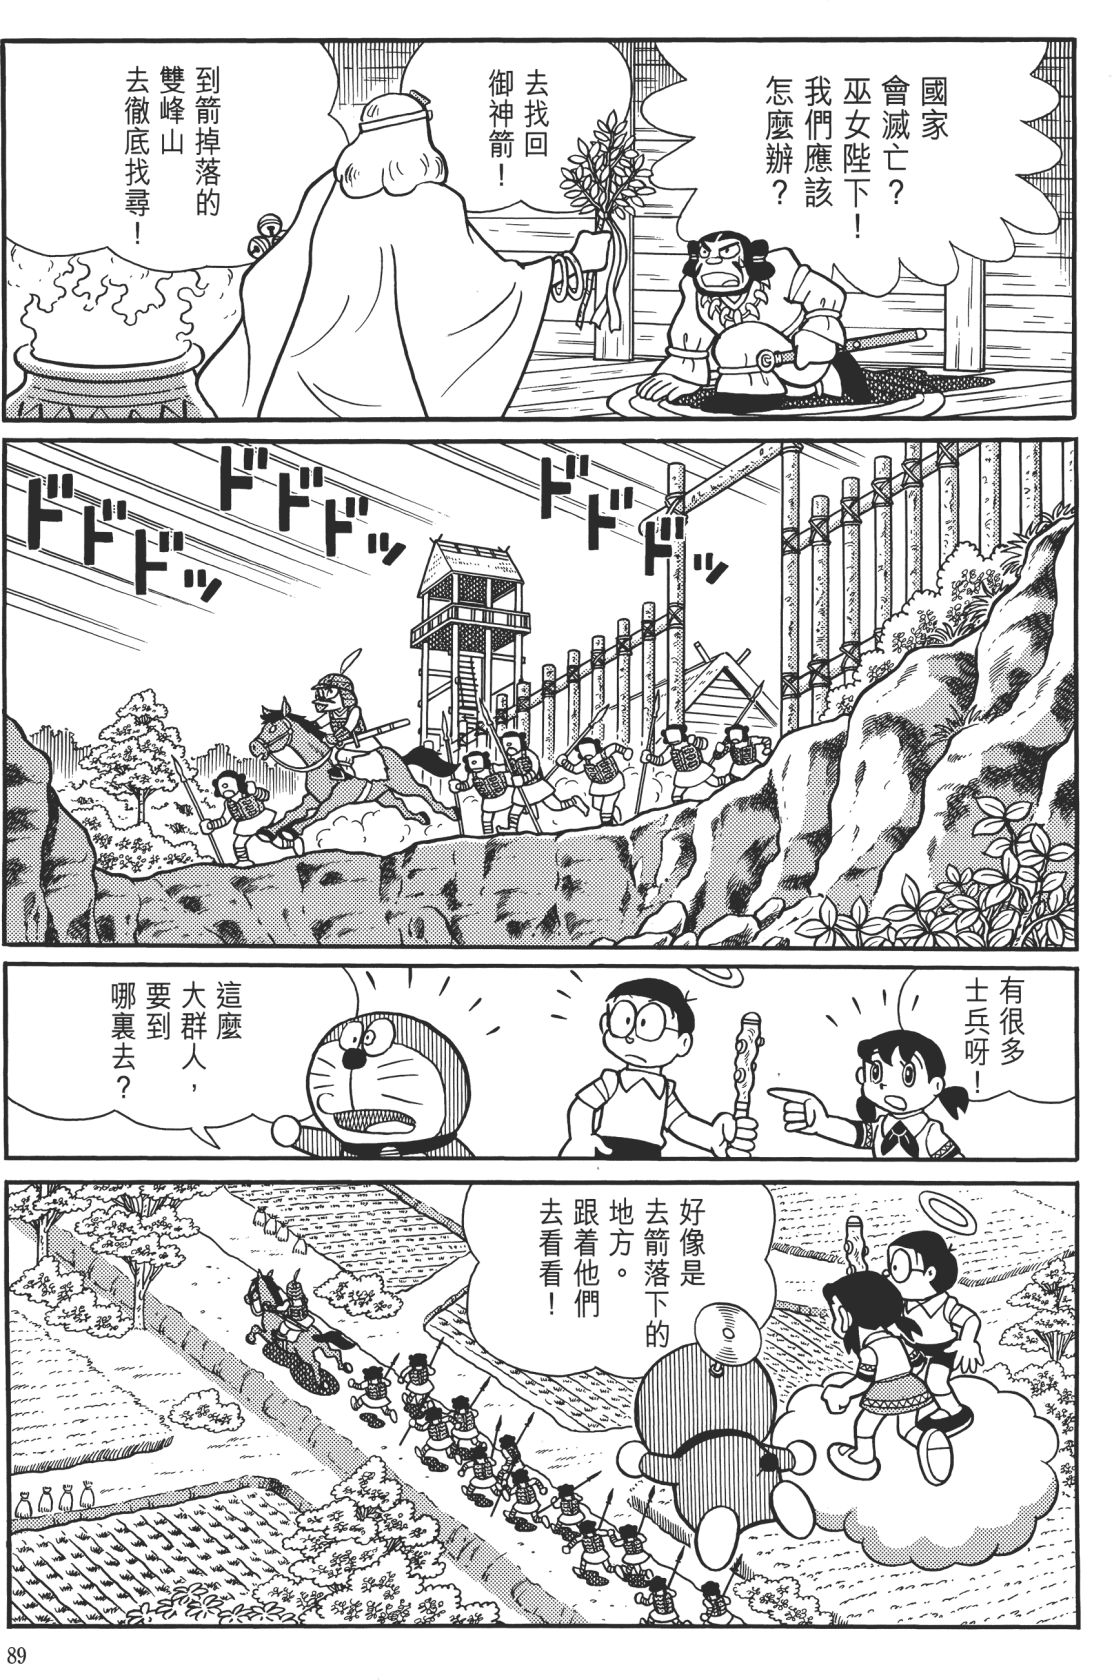 國家
會滅亡？
巫女陛下！
我們應該
怎麼辦？
去找回
御神箭！
到箭掉落的
雙峰山
去徹底找尋！
ドドドッ
ドドドッ
ドドドッ
有很多
士兵呀！
這麼
大群人，
要到
哪裏去？
好像是
去箭落下的
地方。
跟着他們
去看看！
89